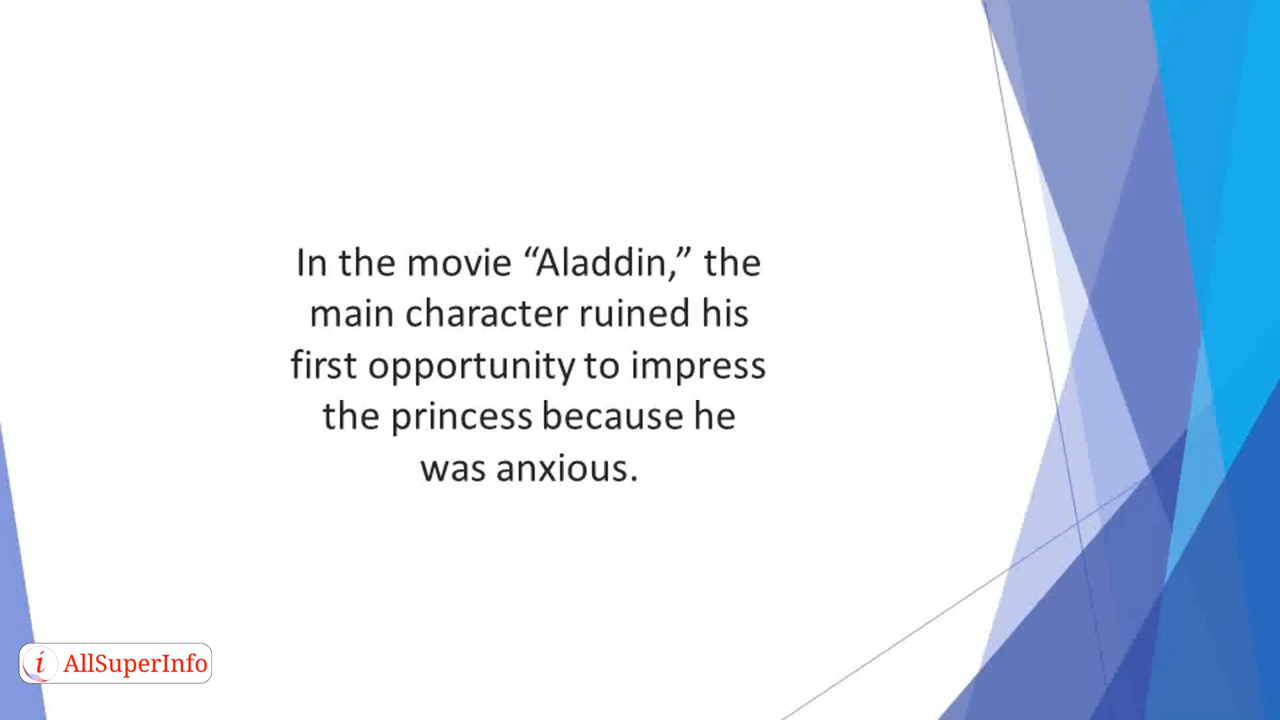 In the movie “Aladdin,” the
main character ruined his
first opportunity to impress
the princess because he
was anxious.
i AllSuperInfo